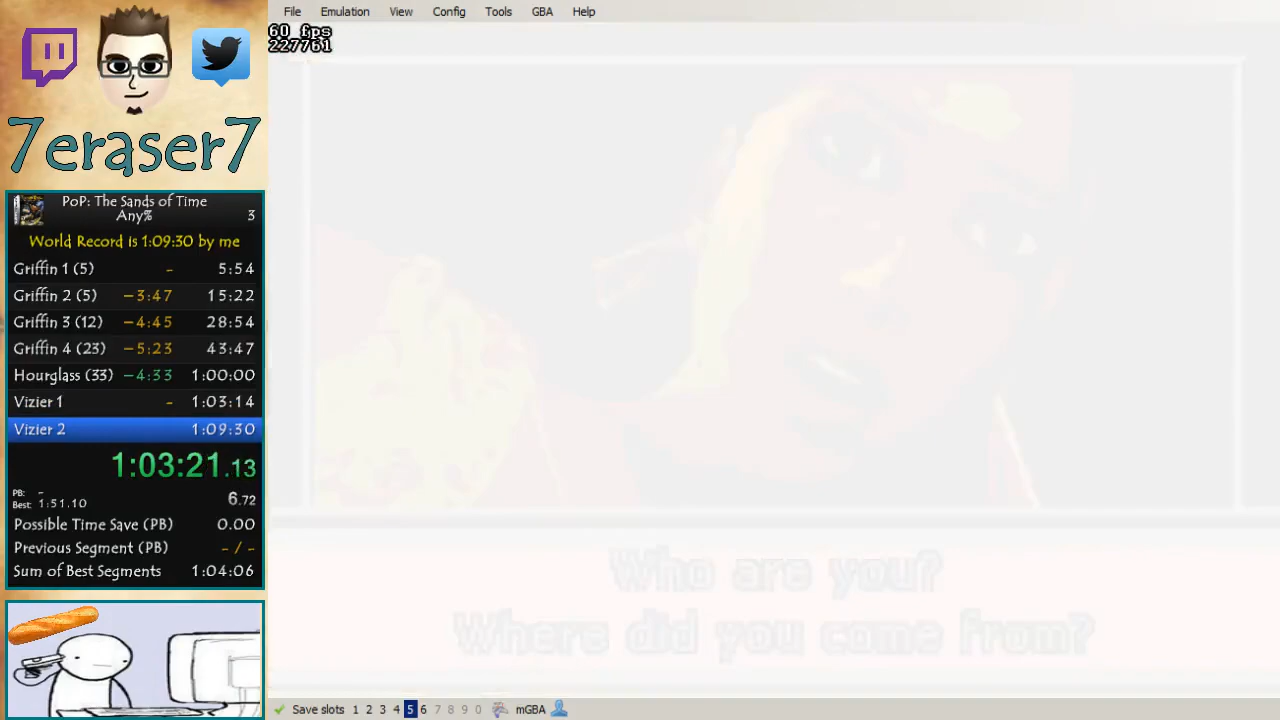 File Emulation View Config Tools GBA Help
60 fps
227761
7eraser7
PoP: The Sands of Time
Any% 3
World Record is 1:09:30 by me
Griffin 1 (5) - 5:54
Griffin 2 (5) -3:47 15:22
Griffin 3 (12) -4:45 28:54
Griffin 4 (23) -5:23 43:47
Hourglass (33) -4:33 1:00:00
Vizier 1 - 1:03:14
Vizier 2 1:09:30
1:03:21.13
PB: -
Best: 1:51.10
6.72
Possible Time Save (PB) 0.00
Previous Segment (PB) - / -
Sum of Best Segments 1:04:06
Who are you?
Where did you come from?
Save slots 1 2 3 4 5 6 7 8 9 0 mGBA